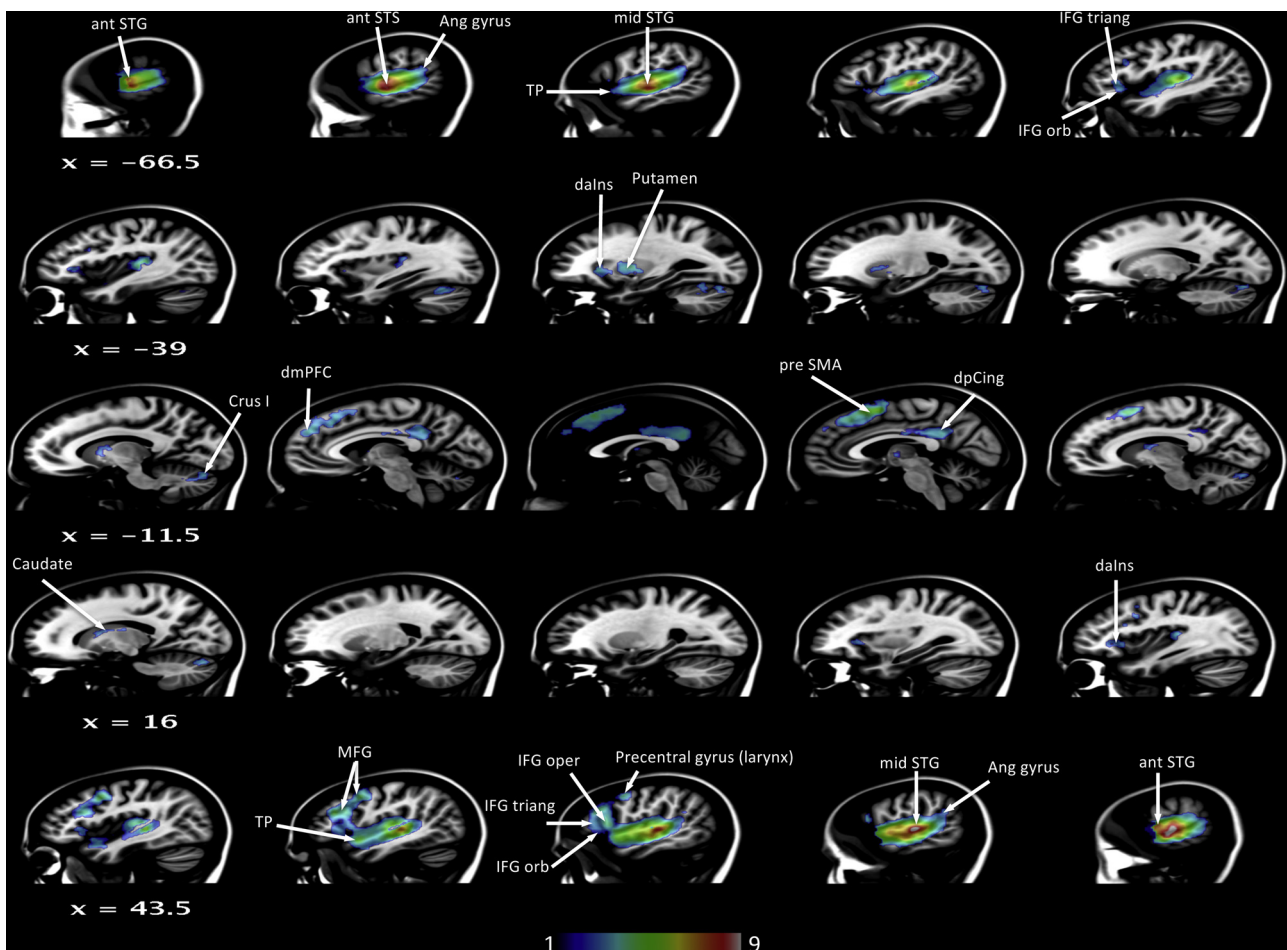 ant STG
ant STS
Ang gyrus
mid STG
TP
IFG triang
IFG orb
x = −66.5
daIns
Putamen
x = −39
Crus I
dmPFC
pre SMA
dpCing
x = −11.5
Caudate
daIns
x = 16
MFG
TP
IFG oper
Precentral gyrus (larynx)
IFG triang
IFG orb
mid STG
Ang gyrus
ant STG
x = 43.5
1 9